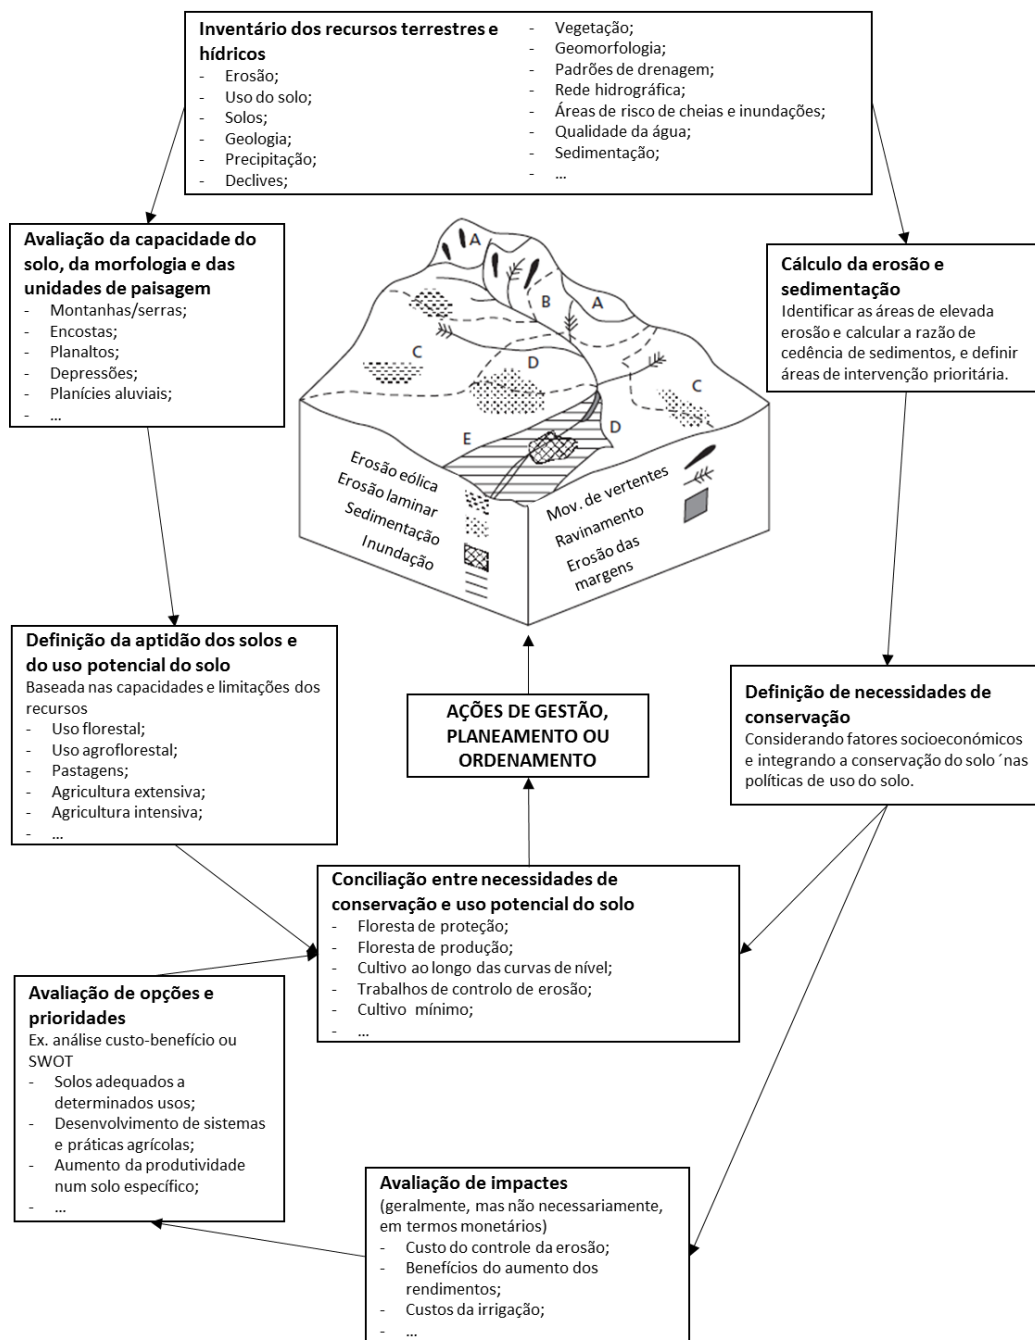 Inventário dos recursos terrestres e
hídricos
- Erosão;
- Uso do solo;
- Solos;
- Geologia;
- Precipitação;
- Declives;
- Vegetação;
- Geomorfologia;
- Padrões de drenagem;
- Rede hidrográfica;
- Áreas de risco de cheias e inundações;
- Qualidade da água;
- Sedimentação;
- ...
Avaliação da capacidade do
solo, da morfologia e das
unidades de paisagem
- Montanhas/serras;
- Encostas;
- Planaltos;
- Depressões;
- Planícies aluviais;
- ...
Cálculo da erosão e
sedimentação
Identificar as áreas de elevada
erosão e calcular a razão de
cedência de sedimentos, e definir
áreas de intervenção prioritária.
A
B
A
C
D
C
E
D
Erosão eólica
Erosão laminar
Sedimentação
Inundação
Mov. de vertentes
Ravinamento
Erosão das
margens
Definição da aptidão dos solos e
do uso potencial do solo
Baseada nas capacidades e limitações dos
recursos
- Uso florestal;
- Uso agroflorestal;
- Pastagens;
- Agricultura extensiva;
- Agricultura intensiva;
- ...
AÇÕES DE GESTÃO,
PLANEAMENTO OU
ORDENAMENTO
Definição de necessidades de
conservação
Considerando fatores socioeconómicos
e integrando a conservação do solo ´nas
políticas de uso do solo.
Conciliação entre necessidades de
conservação e uso potencial do solo
- Floresta de proteção;
- Floresta de produção;
- Cultivo ao longo das curvas de nível;
- Trabalhos de controlo de erosão;
- Cultivo mínimo;
- ...
Avaliação de opções e
prioridades
Ex. análise custo-benefício ou
SWOT
- Solos adequados a
determinados usos;
- Desenvolvimento de sistemas
e práticas agrícolas;
- Aumento da produtividade
num solo específico;
- ...
Avaliação de impactes
(geralmente, mas não necessariamente,
em termos monetários)
- Custo do controle da erosão;
- Benefícios do aumento dos
rendimentos;
- Custos da irrigação;
- ...